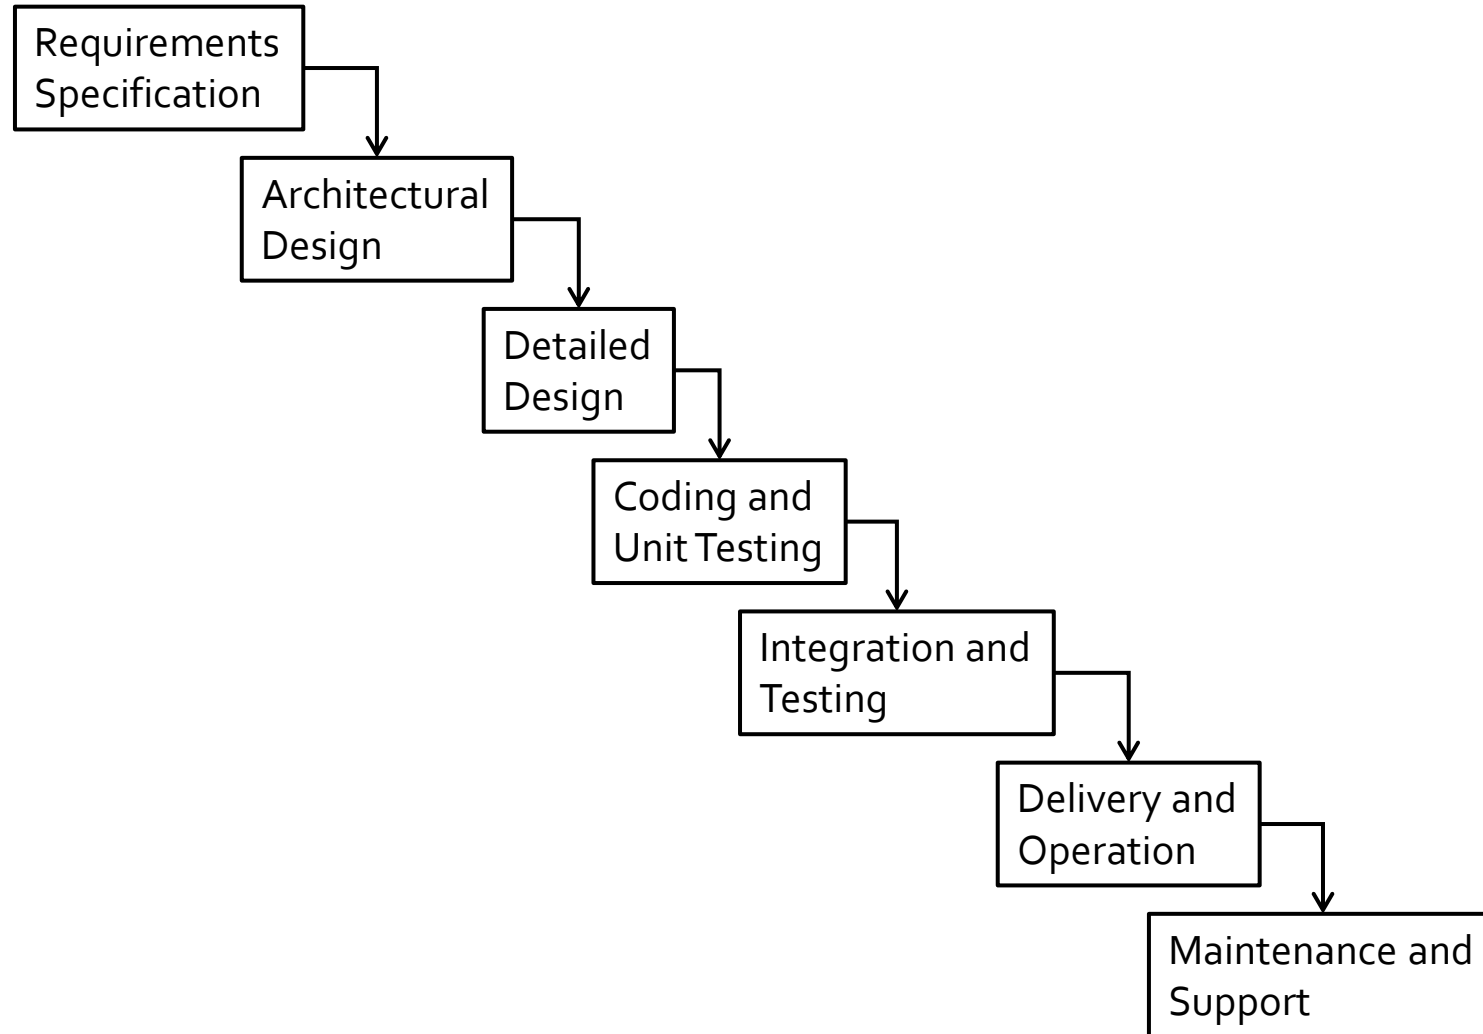 Requirements
Specification
Architectural
Design
Detailed
Design
Coding and
Unit Testing
Integration and
Testing
Delivery and
Operation
Maintenance and
Support